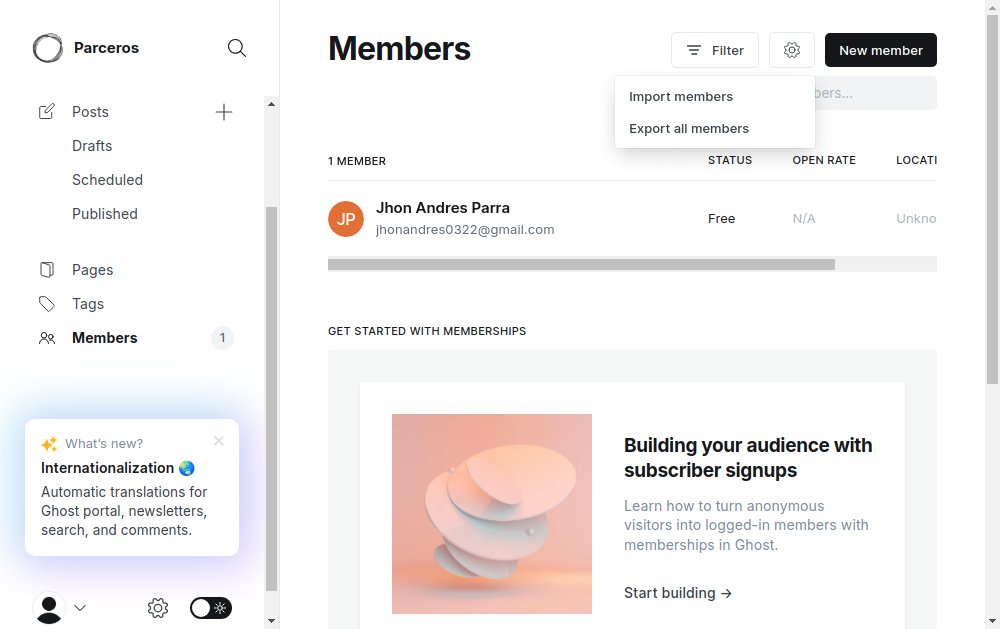 Parceros
Posts
Drafts
Scheduled
Published
Pages
Tags
Members
1
What's new?
Internationalization
Automatic translations for
Ghost portal, newsletters,
search, and comments.
Members
Filter
New member
Import members
Export all members
bers...
1 MEMBER
STATUS
OPEN RATE
LOCATI
JP
Jhon Andres Parra
jhonandres0322@gmail.com
Free
N/A
Unkno
GET STARTED WITH MEMBERSHIPS
Building your audience with
subscriber signups
Learn how to turn anonymous
visitors into logged-in members with
memberships in Ghost.
Start building →